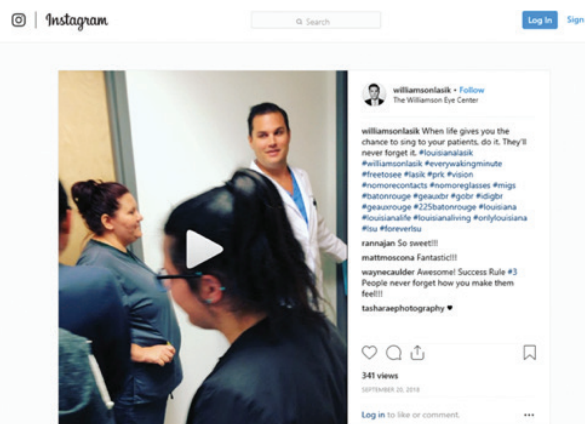 Instagram
Search
Log In
Sign
williamsonlasik • Follow
The Williamson Eye Center
williamsonlasik When life gives you the
chance to sing to your patients, do it. They'll
never forget it. #louisianalasik
#williamsonlasik #everywakingminute
#freetosee #lasik #prk #vision
#nomorecontacts #nomoreglasses #migs
#batonrouge #geauxbr #gobr #idigbr
#geauxrouge #225batonrouge #louisiana
#louisianalife #louisianaliving #onlylouisiana
#lsu #foreverlsu
rannajan So sweet!!!
mattmoscona Fantastic!!!
waynecaulder Awesome! Success Rule #3
People never forget how you make them
feel!!!
tasharaephotography ♥
341 views
SEPTEMBER 20, 2018
Log in to like or comment.